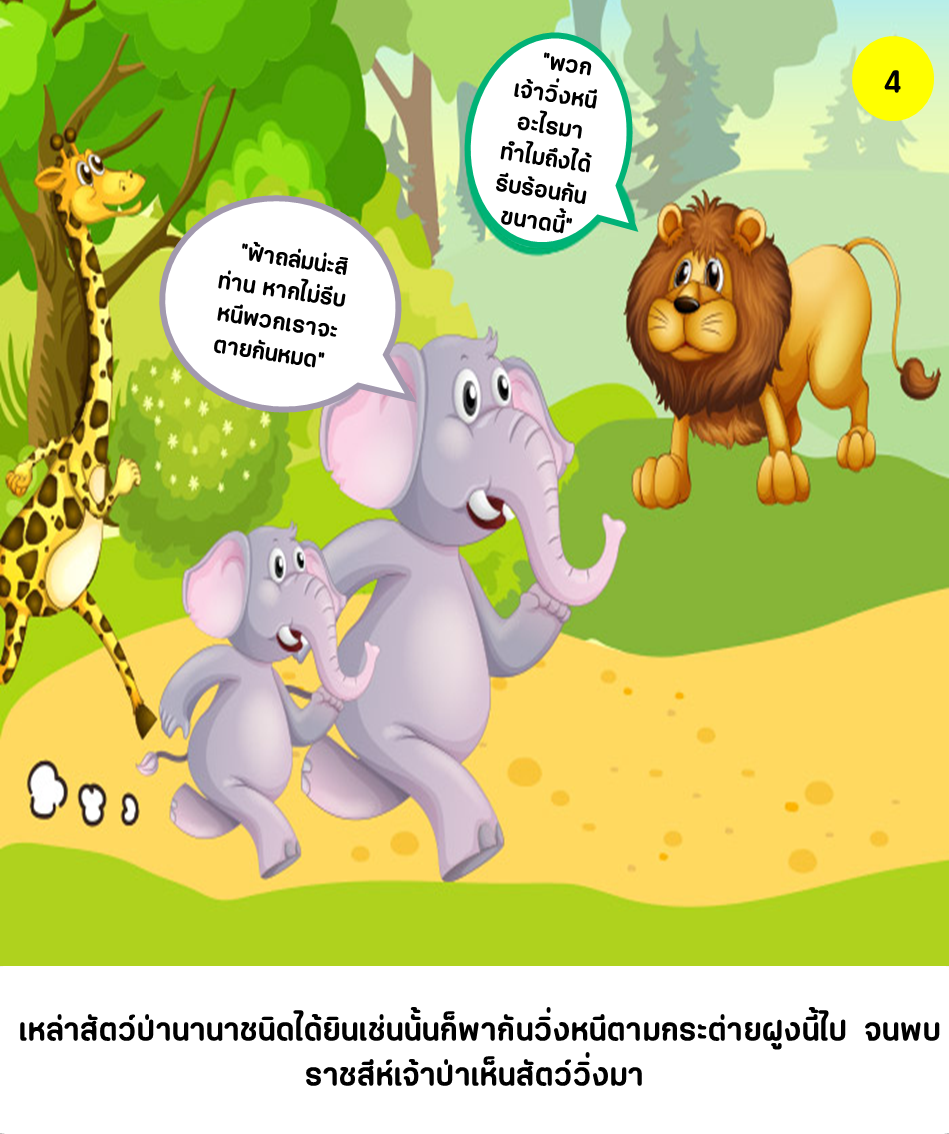 4
"พวก
เจ้าวิ่งหนี
อะไรมา
ทำไมถึงได้
รีบร้อนกัน
ขนาดนี้"
"ฟ้าถล่มน่ะสิ
ท่าน หากไม่รีบ
หนีพวกเราจะ
ตายกันหมด"
เหล่าสัตว์ป่านานาชนิดได้ยินเช่นนั้นก็พากันวิ่งหนีตามกระต่ายฝูงนี้ไป จนพบ
ราชสีห์เจ้าป่าเห็นสัตว์วิ่งมา